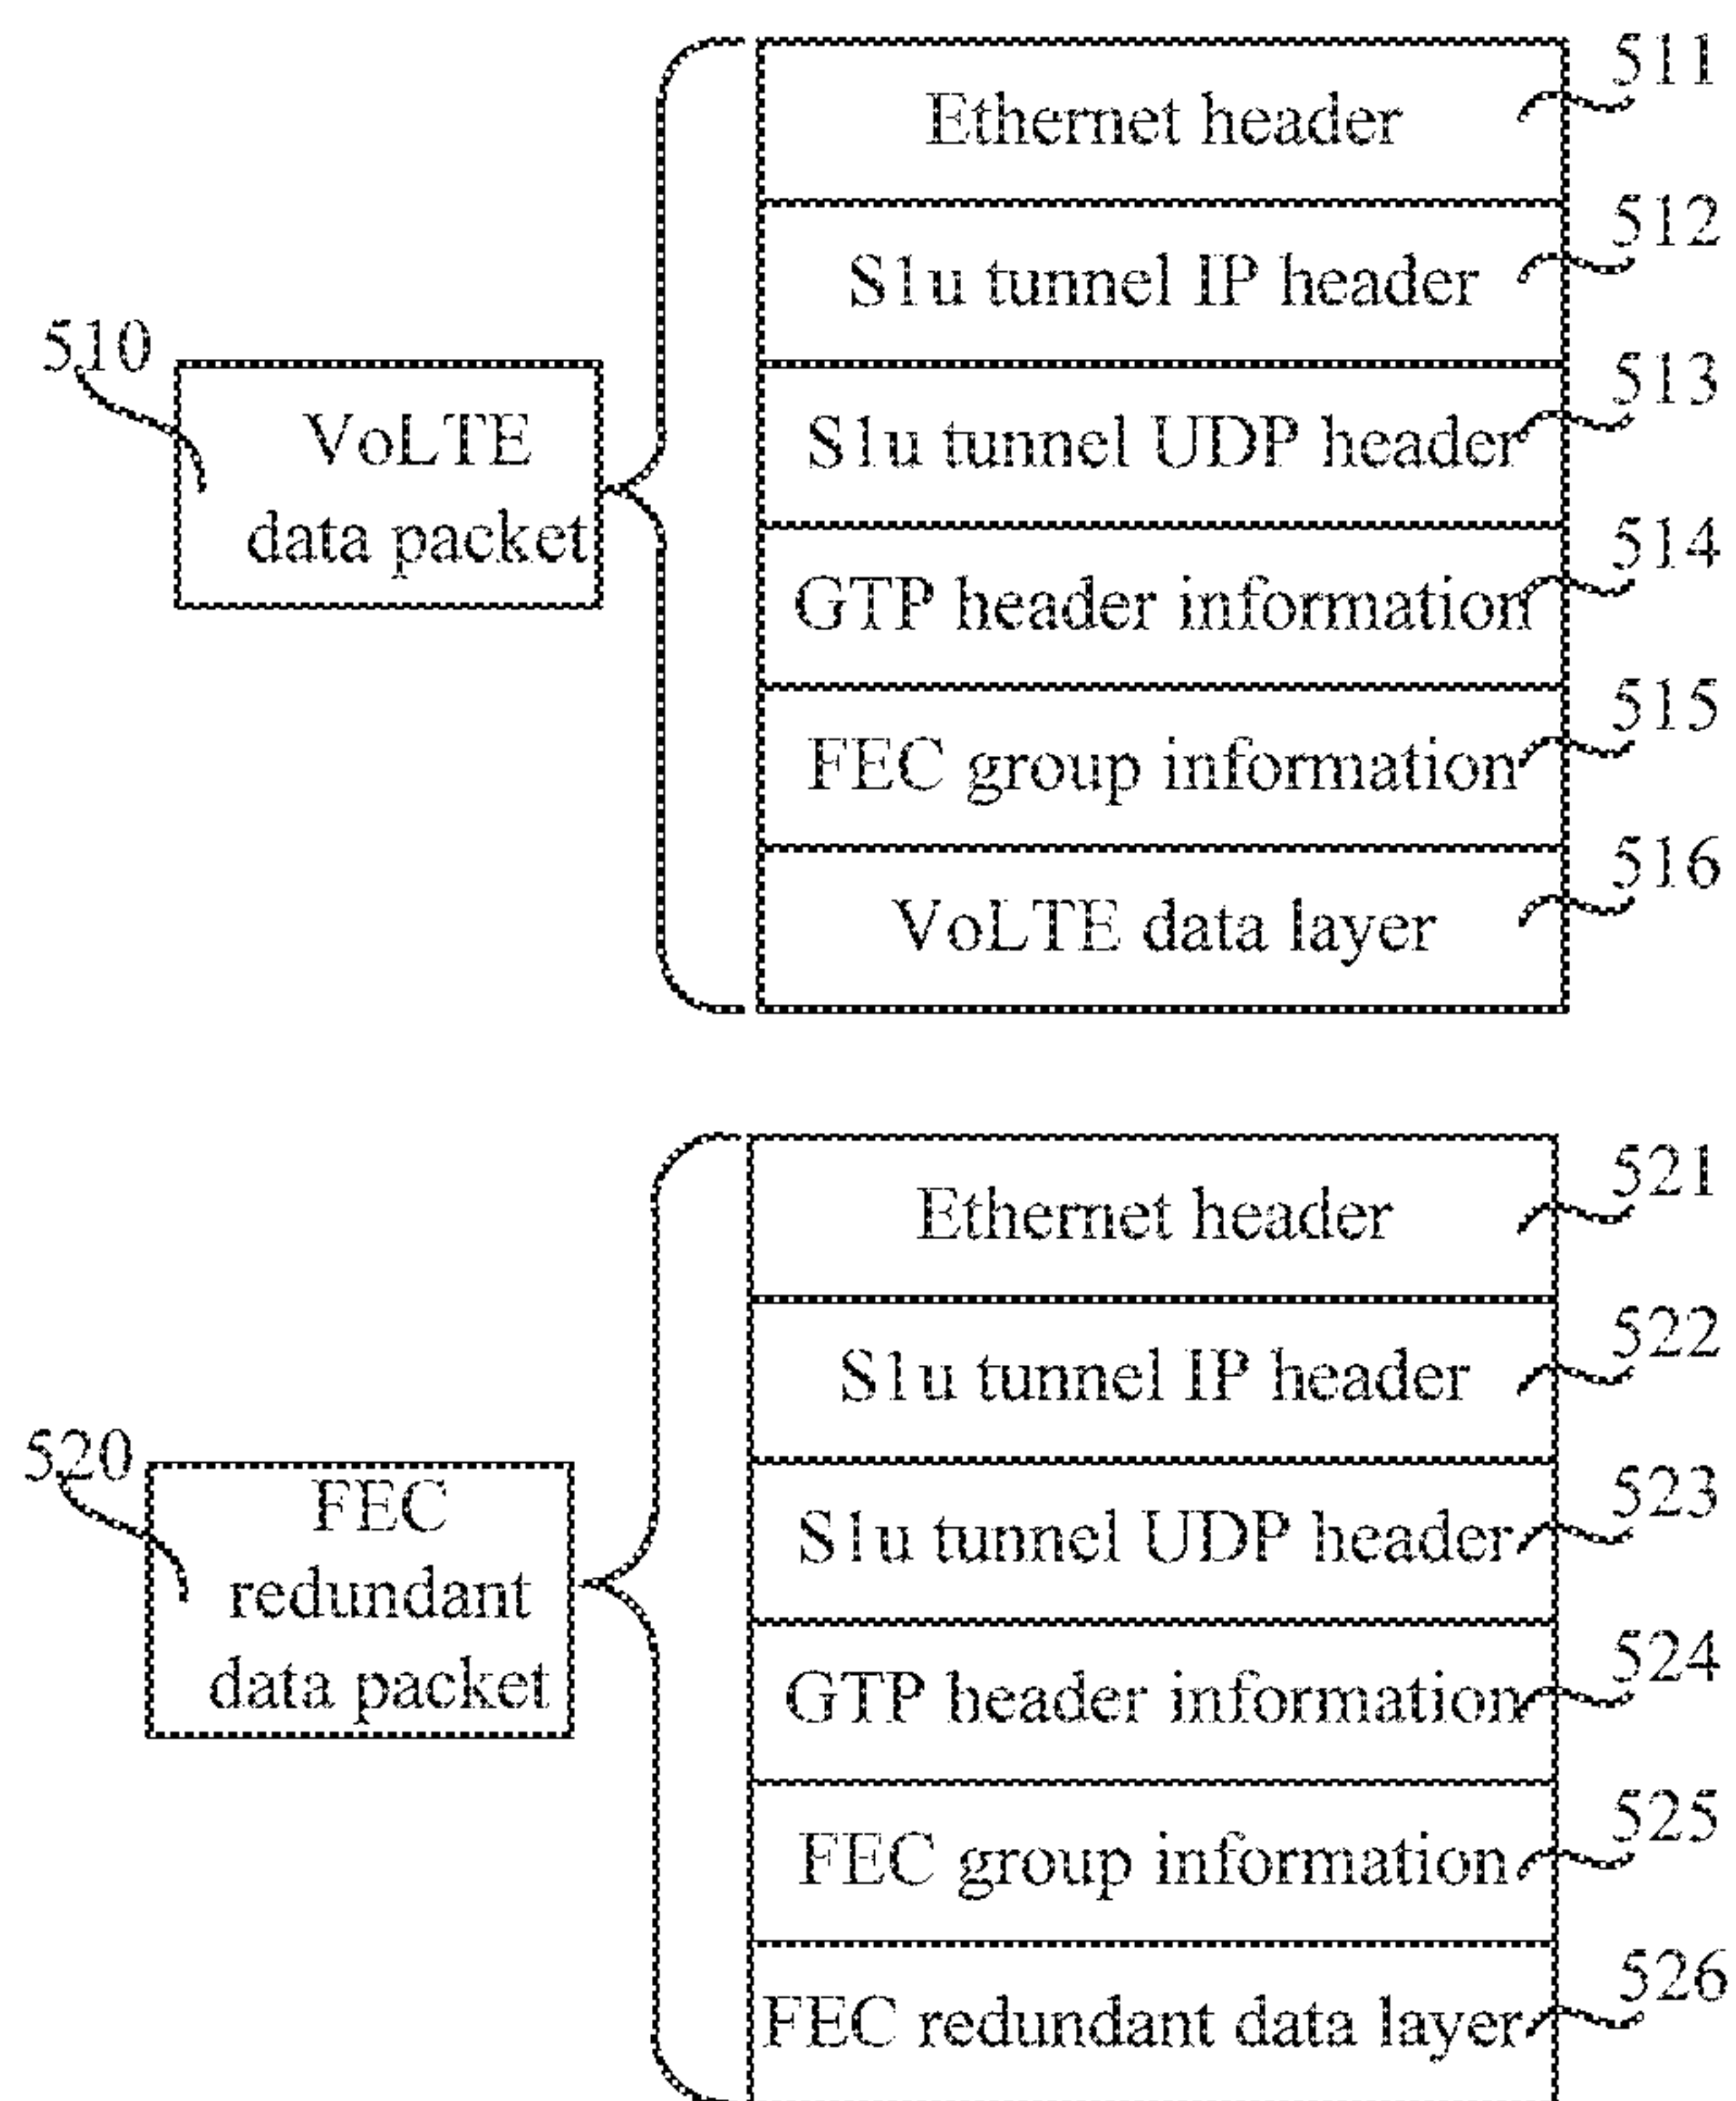 511
Ethernet header
512
S1u tunnel IP header
510
VoLTE
data packet
513
S1u tunnel UDP header
514
GTP header information
515
FEC group information
516
VoLTE data layer
521
Ethernet header
522
S1u tunnel IP header
520
FEC
redundant
data packet
523
S1u tunnel UDP header
524
GTP header information
525
FEC group information
526
FEC redundant data layer